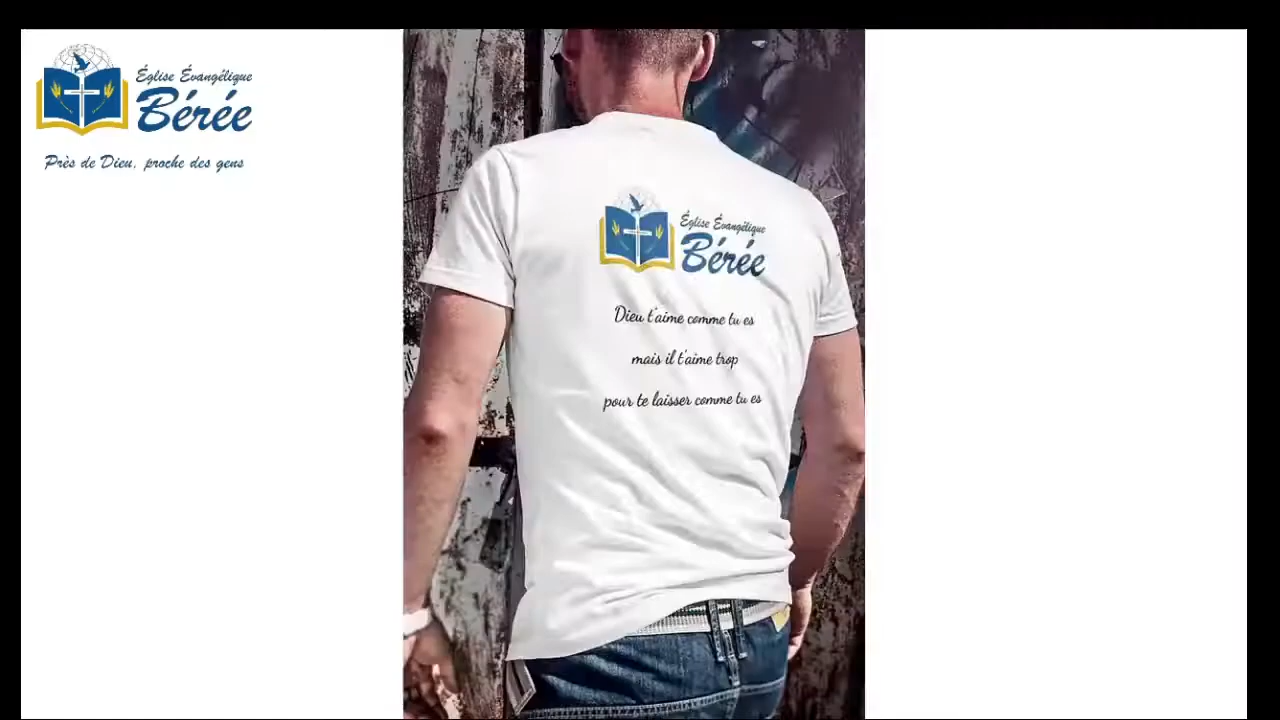 Église Évangélique
Bérée
Près de Dieu, proche des gens
Église Évangélique
Bérée
Dieu t'aime comme tu es
mais il t'aime trop
pour te laisser comme tu es